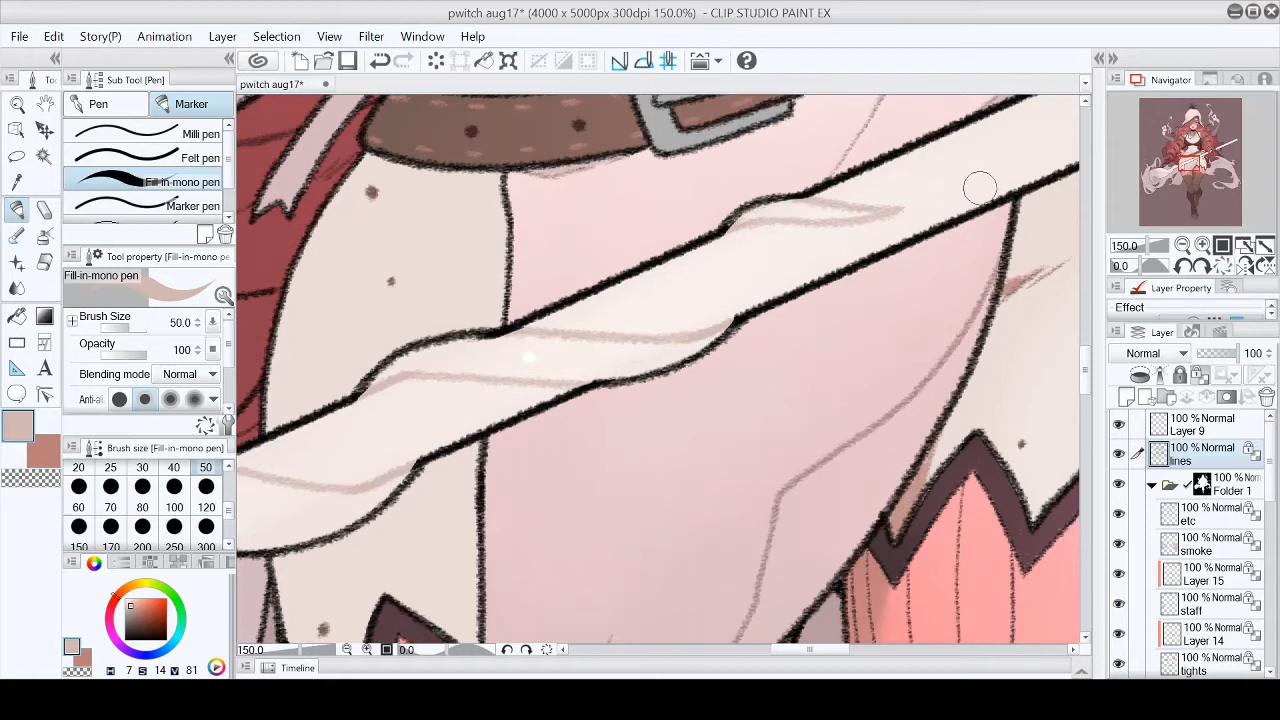 pwitch aug17* (4000 x 5000px 300dpi 150.0%) - CLIP STUDIO PAINT EX
File Edit Story(P) Animation Layer Selection View Filter Window Help
pwitch aug17*
Sub Tool [Pen]
Pen Marker
Milli pen
Felt pen
Fill-in-mono pen
Marker pen
Tool property [Fill-in-mono pe
Fill-in-mono pen
Brush Size 50.0
Opacity 100
Blending mode Normal
Anti-al
Brush size [Fill-in-mono pen]
20 25 30 40 50
60 70 80 100 120
150 170 200 250 300
H 7 S 14 V 81
150.0 0.0
Timeline
Navigator
150.0
0.0
Layer Property
Effect
Layer
Normal 100
100 % Normal
Layer 9
100 % Normal
lines
100 % Norm
Folder 1
100 % Normal
etc
100 % Normal
smoke
100 % Normal
Layer 15
100 % Normal
staff
100 % Normal
Layer 14
100 % Normal
tights